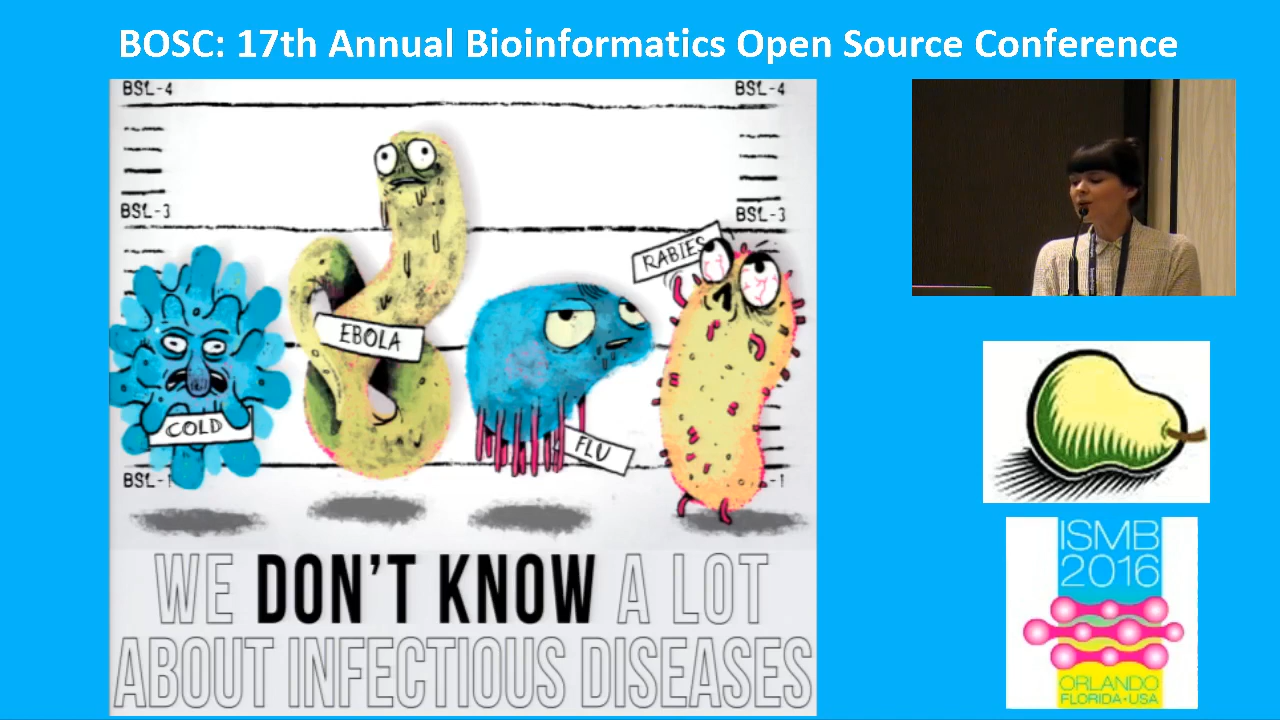 BOSC: 17th Annual Bioinformatics Open Source Conference
BSL-4
BSL-4
BSL-3
BSL-3
RABIES
EBOLA
COLD
FLU
BSL-1
-1
WE DON'T KNOW A LOT
ABOUT INFECTIOUS DISEASES
ISMB
2016
ORLANDO
FLORIDA•USA